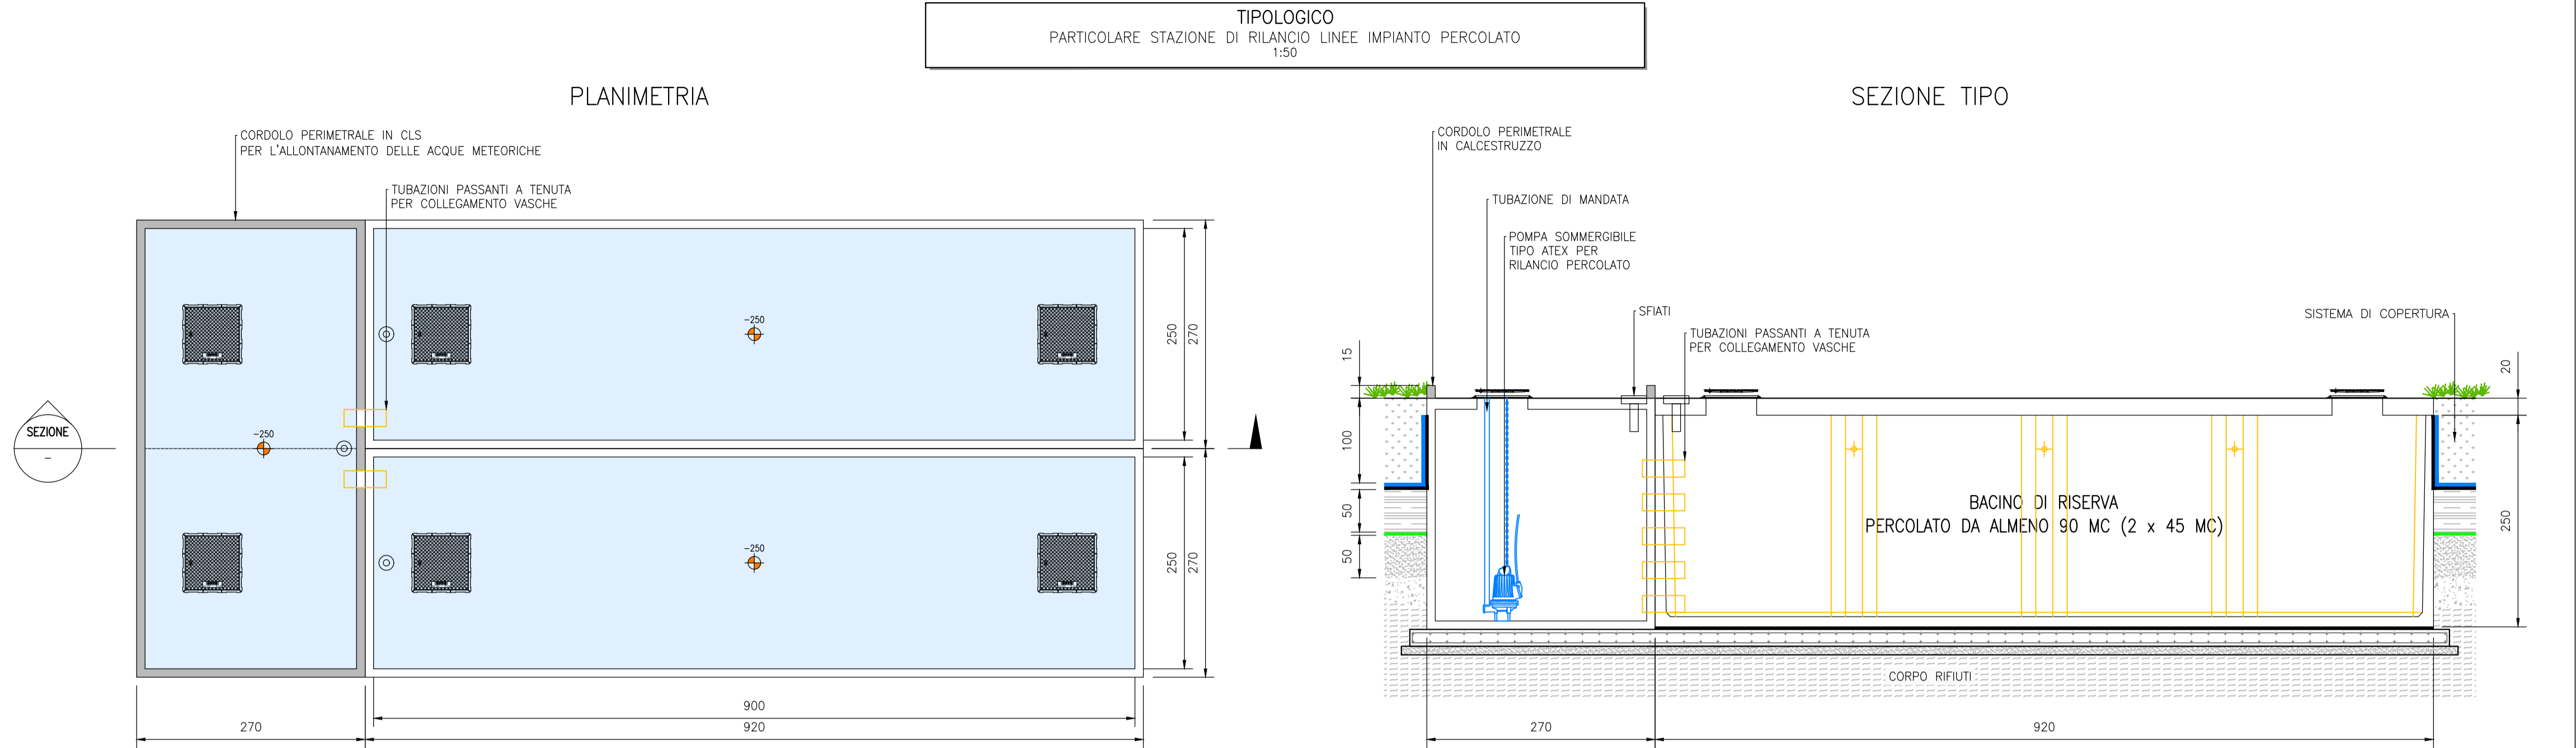 TIPOLOGICO
PARTICOLARE STAZIONE DI RILANCIO LINEE IMPIANTO PERCOLATO
1:50
PLANIMETRIA
CORDOLO PERIMETRALE IN CLS
PER L'ALLONTANAMENTO DELLE ACQUE METEORICHE
TUBAZIONI PASSANTI A TENUTA
PER COLLEGAMENTO VASCHE
-250
-250
-250
SEZIONE
-
250
270
250
270
900
920
270
SEZIONE TIPO
CORDOLO PERIMETRALE
IN CALCESTRUZZO
TUBAZIONE DI MANDATA
POMPA SOMMERGIBILE
TIPO ATEX PER
RILANCIO PERCOLATO
SFIATI
TUBAZIONI PASSANTI A TENUTA
PER COLLEGAMENTO VASCHE
SISTEMA DI COPERTURA
15
100
50
50
20
250
BACINO DI RISERVA
PERCOLATO DA ALMENO 90 MC (2 x 45 MC)
CORPO RIFIUTI
270
920